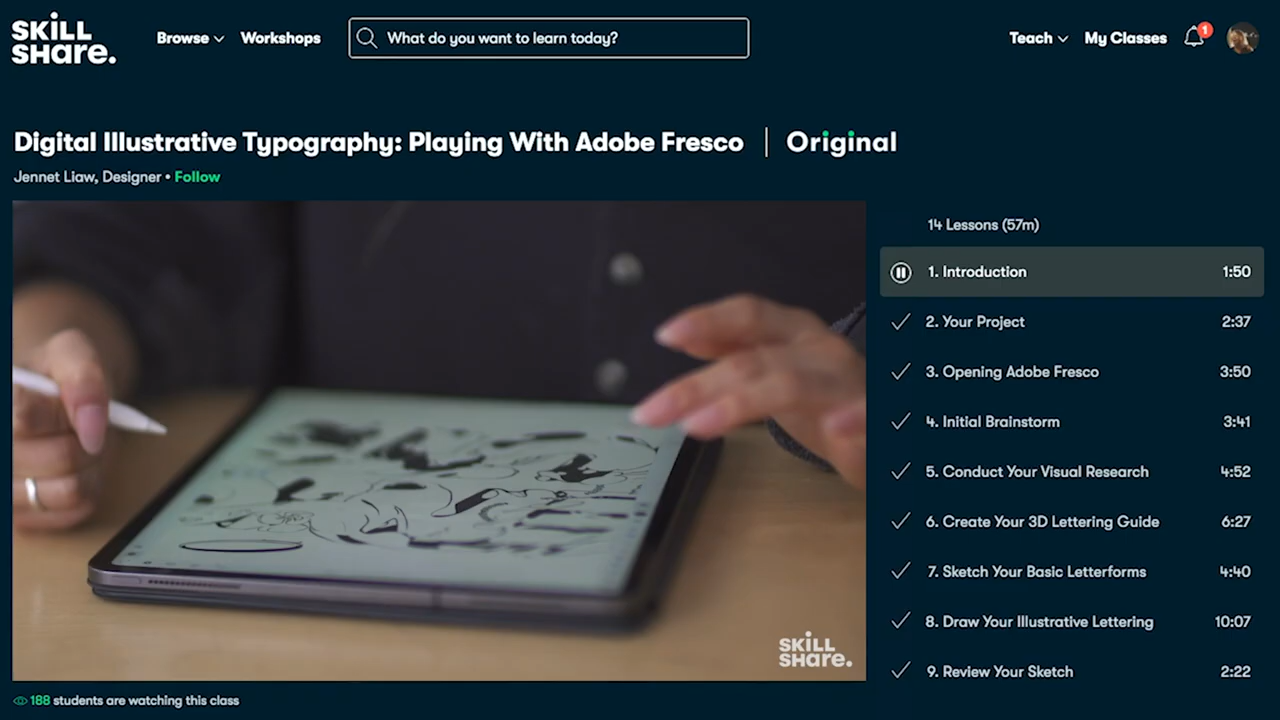 SKILL
SHARE.
Browse
Workshops
What do you want to learn today?
Teach
My Classes
1
Digital Illustrative Typography: Playing With Adobe Fresco | Original
Jennet Liaw, Designer • Follow
14 Lessons (57m)
1. Introduction 1:50
2. Your Project 2:37
3. Opening Adobe Fresco 3:50
4. Initial Brainstorm 3:41
5. Conduct Your Visual Research 4:52
6. Create Your 3D Lettering Guide 6:27
7. Sketch Your Basic Letterforms 4:40
8. Draw Your Illustrative Lettering 10:07
9. Review Your Sketch 2:22
SKILL
SHARE.
188 students are watching this class